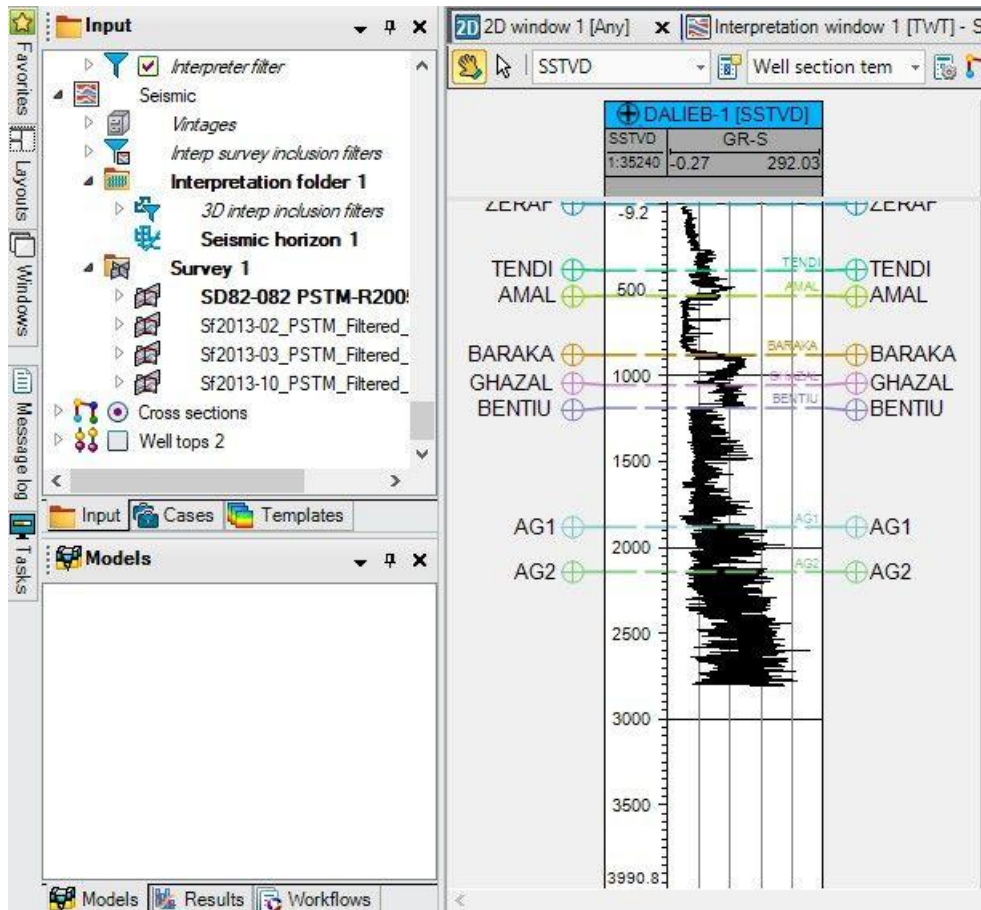 Favorites
Layouts
Windows
Message log
Tasks
Input
Interpreter filter
Seismic
Vintages
Interp survey inclusion filters
Interpretation folder 1
3D interp inclusion filters
Seismic horizon 1
Survey 1
SD82-082 PSTM-R200
Sf2013-02_PSTM_Filtered_
Sf2013-03_PSTM_Filtered_
Sf2013-10_PSTM_Filtered_
Cross sections
Well tops 2
Input Cases Templates
Models
Models Results Workflows
2D 2D window 1 [Any] Interpretation window 1 [TWT] - S
SSTVD Well section tem
DALIEB-1 [SSTVD]
SSTVD GR-S
1:35240 -0.27 292.03
ZERAF -9.2 ZERAF
TENDI TENDI TENDI
AMAL 500 AMAL AMAL
BARAKA BARAKA BARAKA
GHAZAL 1000 GHAZAL GHAZAL
BENTIU BENTIU BENTIU
1500
AG1 AG1 AG1
2000
AG2 AG2 AG2
2500
3000
3500
3990.8